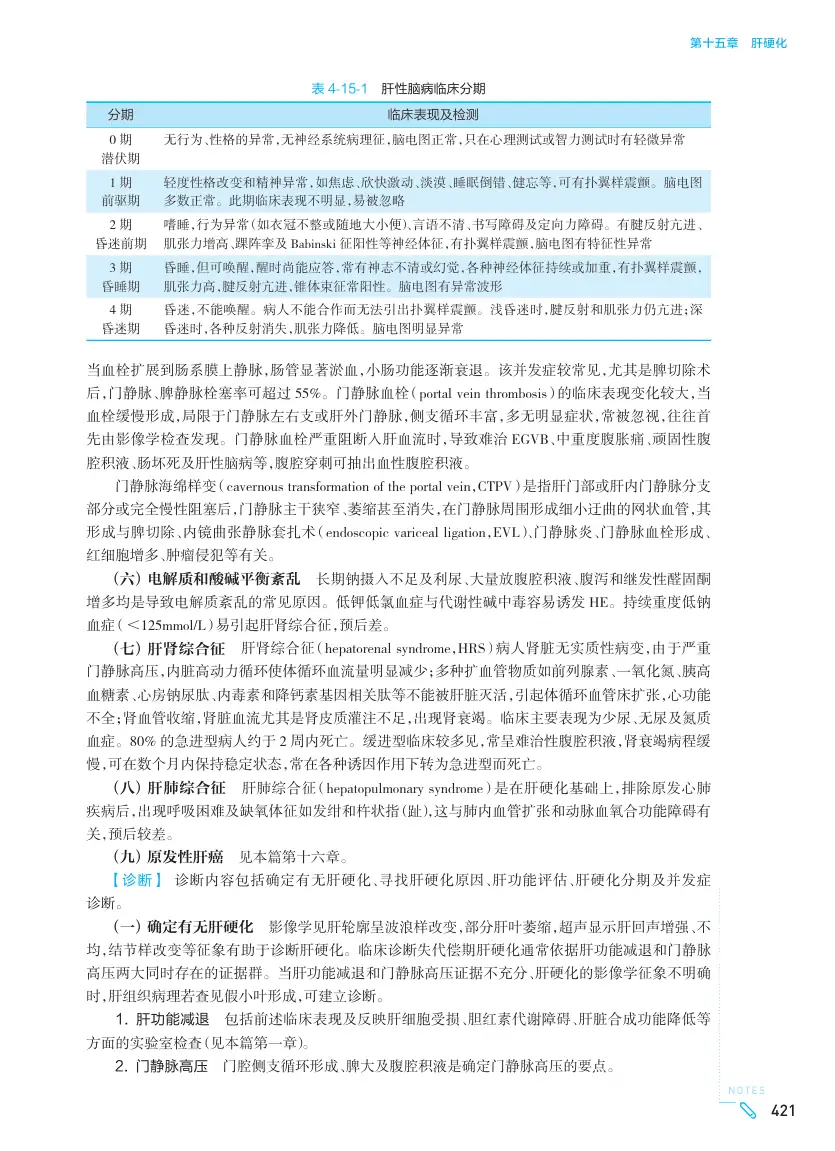 第十五章 肝硬化
表 4-15-1 肝性脑病临床分期
分期 临床表现及检测
0 期 无行为、性格的异常,无神经系统病理征,脑电图正常,只在心理测试或智力测试时有轻微异常
潜伏期
1 期 轻度性格改变和精神异常,如焦虑、欣快激动、淡漠、睡眠倒错、健忘等,可有扑翼样震颤。脑电图
前驱期 多数正常。此期临床表现不明显,易被忽略
2 期 嗜睡,行为异常(如衣冠不整或随地大小便)、言语不清、书写障碍及定向力障碍。有腱反射亢进、
昏迷前期 肌张力增高、踝阵挛及 Babinski 征阳性等神经体征,有扑翼样震颤,脑电图有特征性异常
3 期 昏睡,但可唤醒,醒时尚能应答,常有神志不清或幻觉,各种神经体征持续或加重,有扑翼样震颤,
昏睡期 肌张力高,腱反射亢进,锥体束征常阳性。脑电图有异常波形
4 期 昏迷,不能唤醒。病人不能合作而无法引出扑翼样震颤。浅昏迷时,腱反射和肌张力仍亢进;深
昏迷期 昏迷时,各种反射消失,肌张力降低。脑电图明显异常
当血栓扩展到肠系膜上静脉,肠管显著淤血,小肠功能逐渐衰退。该并发症较常见,尤其是脾切除术
后,门静脉、脾静脉栓塞率可超过 55%。门静脉血栓(portal vein thrombosis)的临床表现变化较大,当
血栓缓慢形成,局限于门静脉左右支或肝外门静脉,侧支循环丰富,多无明显症状,常被忽视,往往首
先由影像学检查发现。门静脉血栓严重阻断入肝血流时,导致难治 EGVB、中重度腹胀痛、顽固性腹
腔积液、肠坏死及肝性脑病等,腹腔穿刺可抽出血性腹腔积液。
门静脉海绵样变(cavernous transformation of the portal vein,CTPV)是指肝门部或肝内门静脉分支
部分或完全慢性阻塞后,门静脉主干狭窄、萎缩甚至消失,在门静脉周围形成细小迂曲的网状血管,其
形成与脾切除、内镜曲张静脉套扎术(endoscopic variceal ligation,EVL)、门静脉炎、门静脉血栓形成、
红细胞增多、肿瘤侵犯等有关。
(六)电解质和酸碱平衡紊乱 长期钠摄入不足及利尿、大量放腹腔积液、腹泻和继发性醛固酮
增多均是导致电解质紊乱的常见原因。低钾低氯血症与代谢性碱中毒容易诱发 HE。持续重度低钠
血症(<125mmol/L)易引起肝肾综合征,预后差。
(七)肝肾综合征 肝肾综合征(hepatorenal syndrome,HRS)病人肾脏无实质性病变,由于严重
门静脉高压,内脏高动力循环使体循环血流量明显减少;多种扩血管物质如前列腺素、一氧化氮、胰高
血糖素、心房钠尿肽、内毒素和降钙素基因相关肽等不能被肝脏灭活,引起体循环血管床扩张,心功能
不全;肾血管收缩,肾脏血流尤其是肾皮质灌注不足,出现肾衰竭。临床主要表现为少尿、无尿及氮质
血症。80% 的急进型病人约于 2 周内死亡。缓进型临床较多见,常呈难治性腹腔积液,肾衰竭病程缓
慢,可在数个月内保持稳定状态,常在各种诱因作用下转为急进型而死亡。
(八)肝肺综合征 肝肺综合征(hepatopulmonary syndrome)是在肝硬化基础上,排除原发心肺
疾病后,出现呼吸困难及缺氧体征如发绀和杵状指(趾),这与肺内血管扩张和动脉血氧合功能障碍有
关,预后较差。
(九)原发性肝癌 见本篇第十六章。
【诊断】 诊断内容包括确定有无肝硬化、寻找肝硬化原因、肝功能评估、肝硬化分期及并发症
诊断。
(一)确定有无肝硬化 影像学见肝轮廓呈波浪样改变,部分肝叶萎缩,超声显示肝回声增强、不
均,结节样改变等征象有助于诊断肝硬化。临床诊断失代偿期肝硬化通常依据肝功能减退和门静脉
高压两大同时存在的证据群。当肝功能减退和门静脉高压证据不充分、肝硬化的影像学征象不明确
时,肝组织病理若查见假小叶形成,可建立诊断。
1. 肝功能减退 包括前述临床表现及反映肝细胞受损、胆红素代谢障碍、肝脏合成功能降低等
方面的实验室检查(见本篇第一章)。
2. 门静脉高压 门腔侧支循环形成、脾大及腹腔积液是确定门静脉高压的要点。
NOTES
421